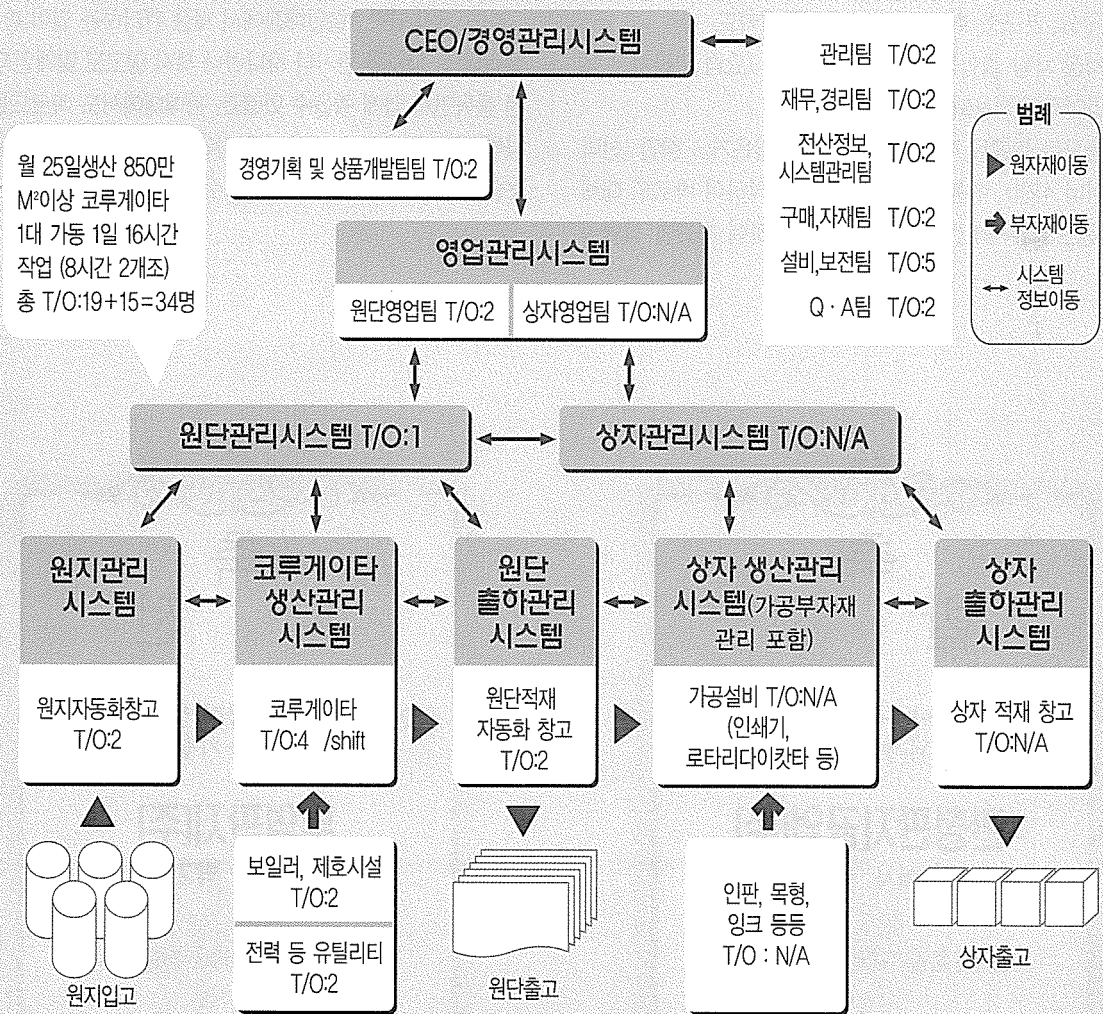 CEO/경영관리시스템
관리팀 T/O:2
재무,경리팀 T/O:2
전산정보,
시스템관리팀 T/O:2
구매,자재팀 T/O:2
설비,보전팀 T/O:5
Q·A팀 T/O:2
범례
원자재이동
부자재이동
시스템
정보이동
월 25일생산 850만
M²이상 코루게이타
1대 가동 1일 16시간
작업 (8시간 2개조)
총 T/O:19+15=34명
경영기획 및 상품개발팀팀 T/O:2
영업관리시스템
원단영업팀 T/O:2
상자영업팀 T/O:N/A
원단관리시스템 T/O:1
상자관리시스템 T/O:N/A
원지관리
시스템
원지자동화창고
T/O:2
코루게이타
생산관리
시스템
코루게이타
T/O:4 /shift
원단
출하관리
시스템
원단적재
자동화 창고
T/O:2
상자 생산관리
시스템(가공부자재
관리 포함)
가공설비 T/O:N/A
(인쇄기,
로타리다이캇타 등)
상자
출하관리
시스템
상자 적재 창고
T/O:N/A
원지입고
보일러, 제호시설
T/O:2
전력 등 유틸리티
T/O:2
원단출고
인판, 목형,
잉크 등등
T/O : N/A
상자출고